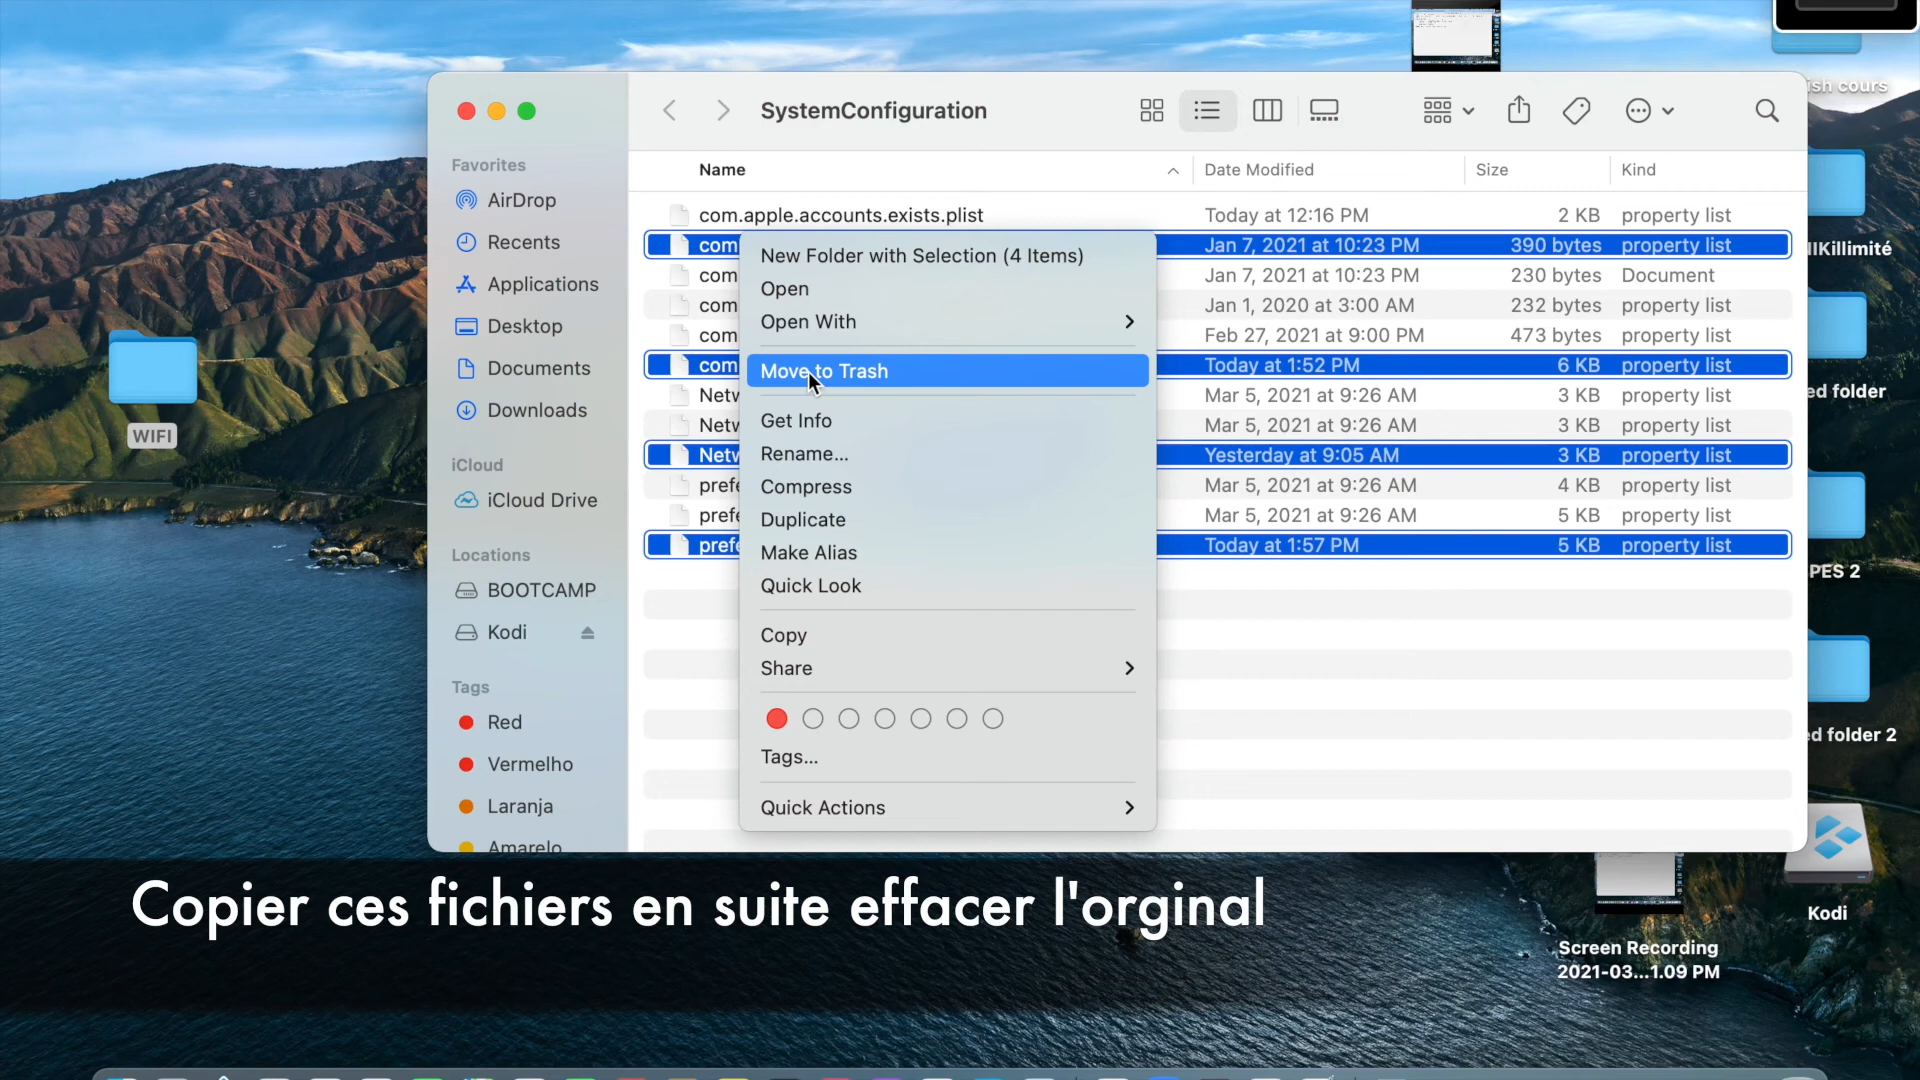 SystemConfiguration
Favorites
AirDrop
Recents
Applications
Desktop
Documents
Downloads
iCloud
iCloud Drive
Locations
BOOTCAMP
Kodi
Tags
Red
Vermelho
Laranja
Amarelo
Name Date Modified Size Kind
com.apple.accounts.exists.plist Today at 12:16 PM 2 KB property list
com Jan 7, 2021 at 10:23 PM 390 bytes property list
com Jan 7, 2021 at 10:23 PM 230 bytes Document
com Jan 1, 2020 at 3:00 AM 232 bytes property list
com Feb 27, 2021 at 9:00 PM 473 bytes property list
com Today at 1:52 PM 6 KB property list
Netw Mar 5, 2021 at 9:26 AM 3 KB property list
Netw Mar 5, 2021 at 9:26 AM 3 KB property list
Netw Yesterday at 9:05 AM 3 KB property list
prefe Mar 5, 2021 at 9:26 AM 4 KB property list
prefe Mar 5, 2021 at 9:26 AM 5 KB property list
prefe Today at 1:57 PM 5 KB property list
New Folder with Selection (4 Items)
Open
Open With
Move to Trash
Get Info
Rename...
Compress
Duplicate
Make Alias
Quick Look
Copy
Share
Tags...
Quick Actions
WIFI
ish cours
IKillimité
ed folder
PES 2
ed folder 2
Kodi
Screen Recording
2021-03...1.09 PM
Copier ces fichiers en suite effacer l'orginal